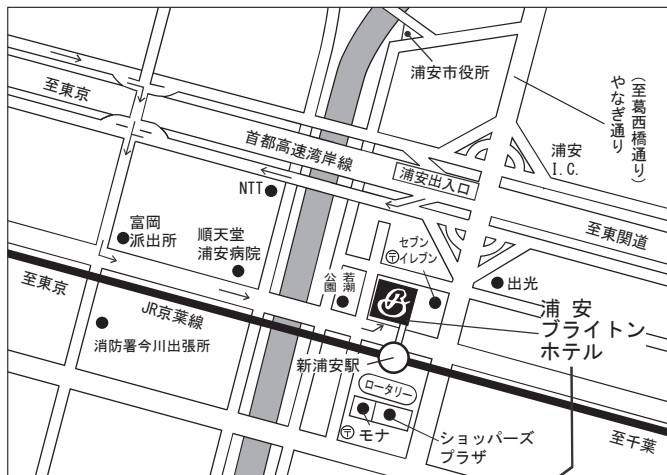 浦安市役所
至東京
(至葛西橋通り)
やなぎ通り
首都高速湾岸線
浦安出入口
浦安
I.C.
NTT
至東関道
富岡
派出所
順天堂
浦安病院
セブン
イレブン
〒
若潮
公園
出光
至東京
JR京葉線
浦安
ブライトン
ホテル
消防署今川出張所
新浦安駅
ロータリー
〒
モナ
ショッパーズ
プラザ
至千葉